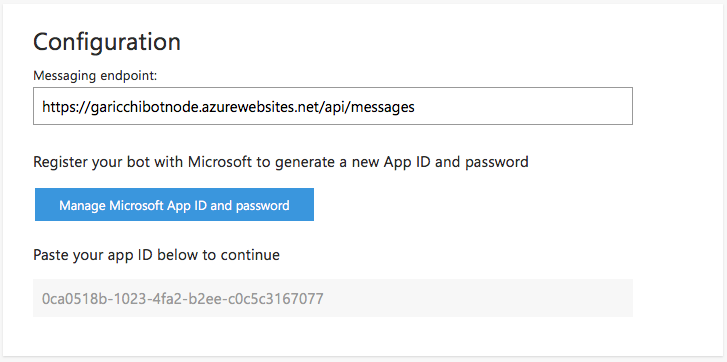 Configuration
Messaging endpoint:
https://garicchibotnode.azurewebsites.net/api/messages
Register your bot with Microsoft to generate a new App ID and password
Manage Microsoft App ID and password
Paste your app ID below to continue
0ca0518b-1023-4fa2-b2ee-c0c5c3167077